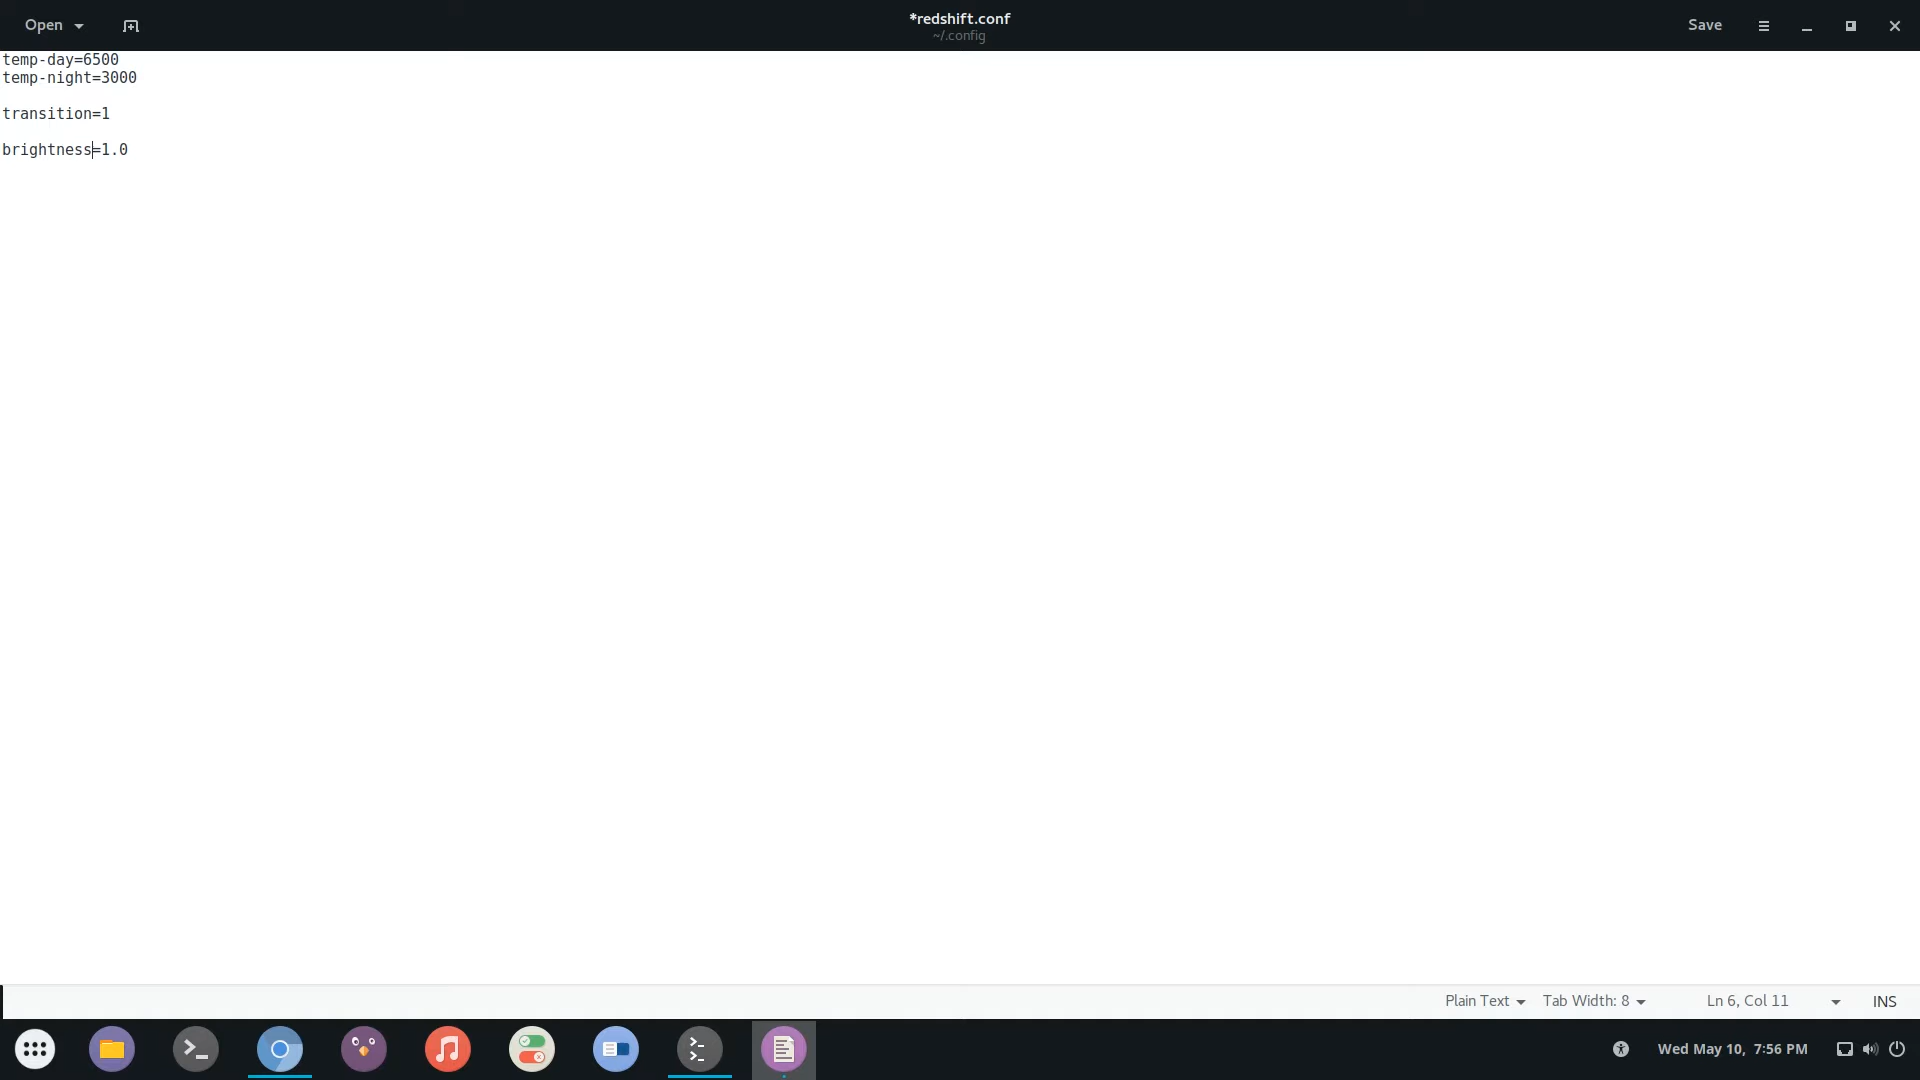 Open
*redshift.conf
~/.config
Save
temp-day=6500
temp-night=3000
transition=1
brightness=1.0
Plain Text
Tab Width: 8
Ln 6, Col 11
INS
Wed May 10, 7:56 PM